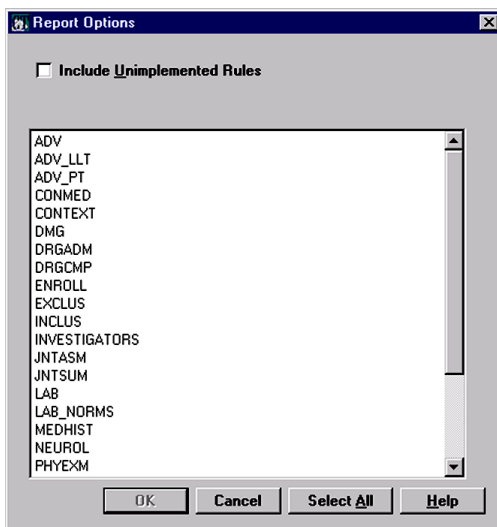 Report Options
Include Unimplemented Rules
ADV
ADV_LLT
ADV_PT
CONMED
CONTEXT
DMG
DRGADM
DRGCMP
ENROLL
EXCLUS
INCLUS
INVESTIGATORS
JNTASM
JNTSUM
LAB
LAB_NORMS
MEDHIST
NEUROL
PHYEXM
OK Cancel Select All Help